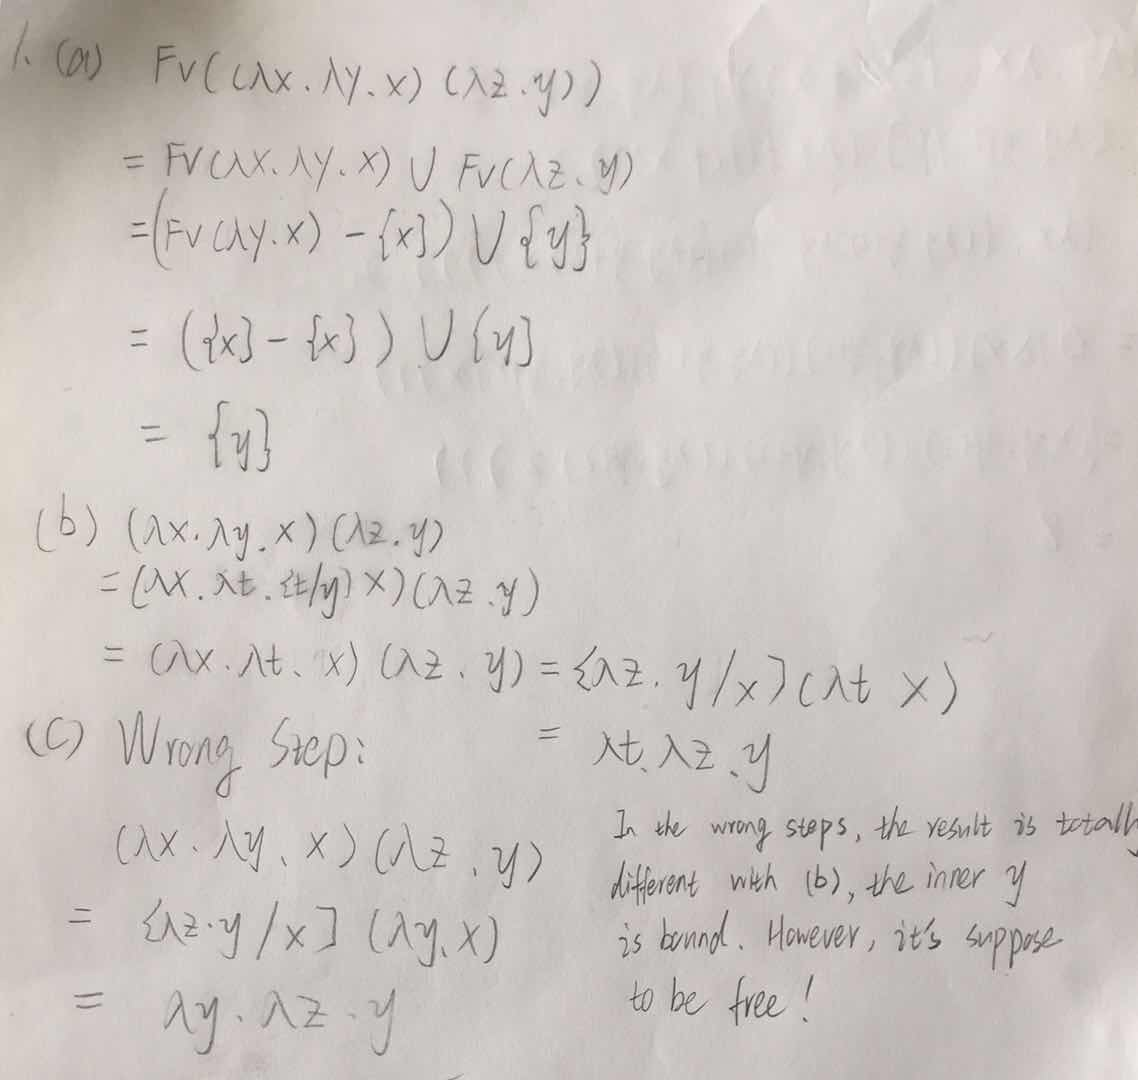 1. (a) FV((λx.λy.x)(λz.y))
= FV(λx.λy.x) ∪ FV(λz.y)
=(FV(λy.x) - {x}) ∪ {y}
= ({x} - {x}) ∪ {y}
= {y}
(b) (λx.λy.x)(λz.y)
= (λx.λt.{t/y}x)(λz.y)
= (λx.λt.x)(λz.y) = {λz.y/x}(λt x)
= λt.λz.y
(c) Wrong Step:
(λx.λy.x)(λz.y)
= {λz.y/x](λy.x)
= λy.λz.y
In the wrong steps, the result is totally
different with (b), the inner y
is bound. However, it's suppose
to be free!